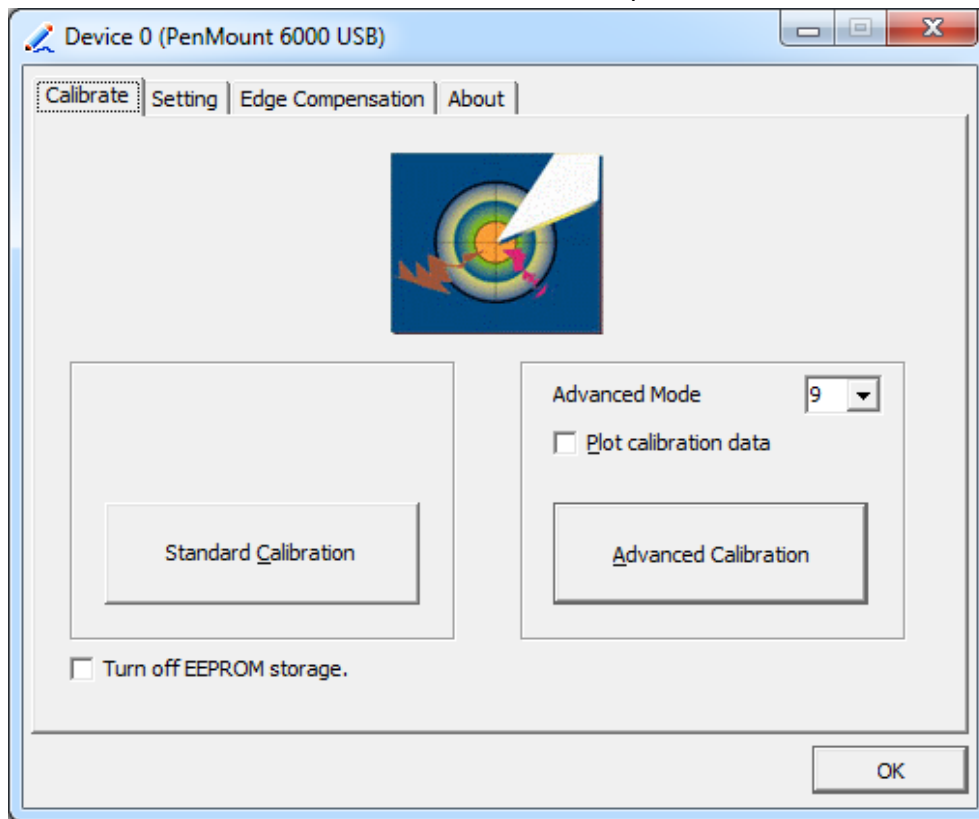 Device 0 (PenMount 6000 USB)
Calibrate Setting Edge Compensation About
Advanced Mode 9
Plot calibration data
Standard Calibration
Advanced Calibration
Turn off EEPROM storage.
OK